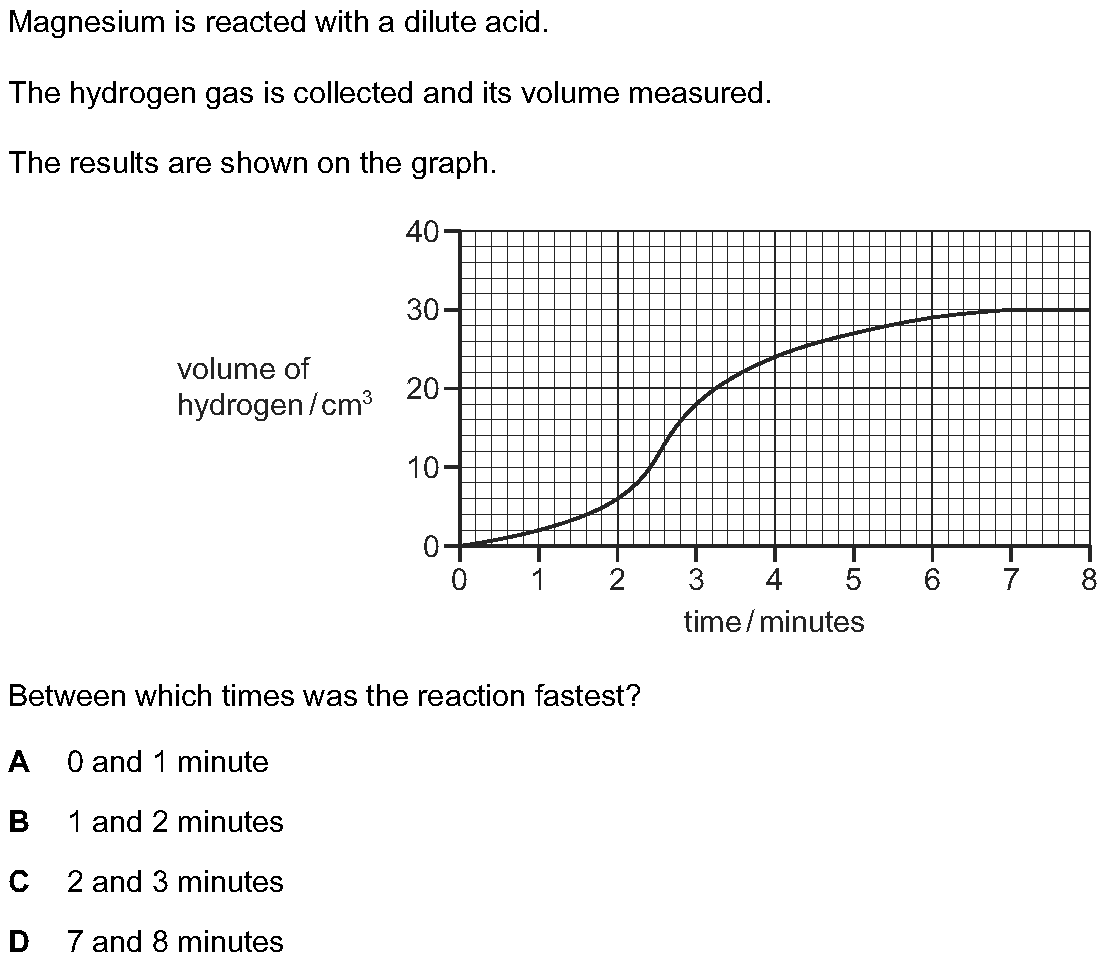 Magnesium is reacted with a dilute acid.
The hydrogen gas is collected and its volume measured.
The results are shown on the graph.
40
30
volume of
hydrogen / cm³
20
10
0
0 1 2 3 4 5 6 7 8
time / minutes
Between which times was the reaction fastest?
A 0 and 1 minute
B 1 and 2 minutes
C 2 and 3 minutes
D 7 and 8 minutes